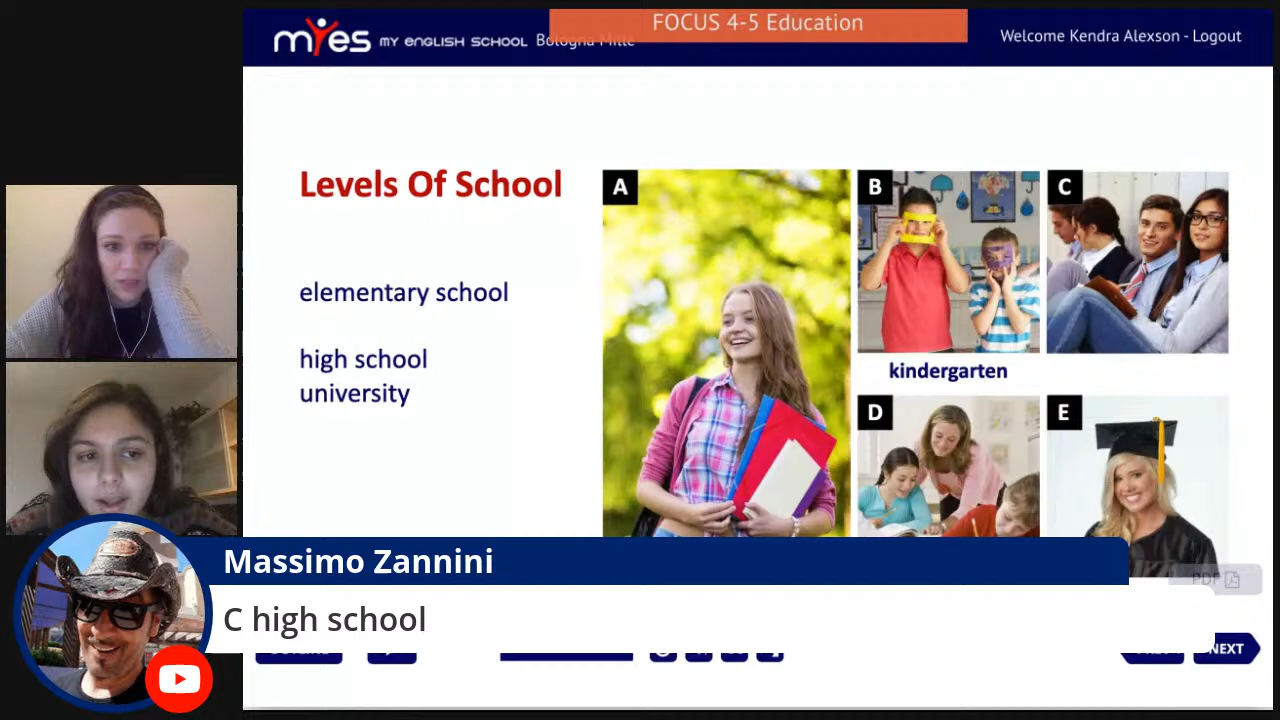 FOCUS 4-5 Education
myes MY ENGLISH SCHOOL Bologna Mille
Welcome Kendra Alexson - Logout
Levels Of School
elementary school
high school
university
A
B
C
kindergarten
D
E
Massimo Zannini
C high school
PDF
NEXT